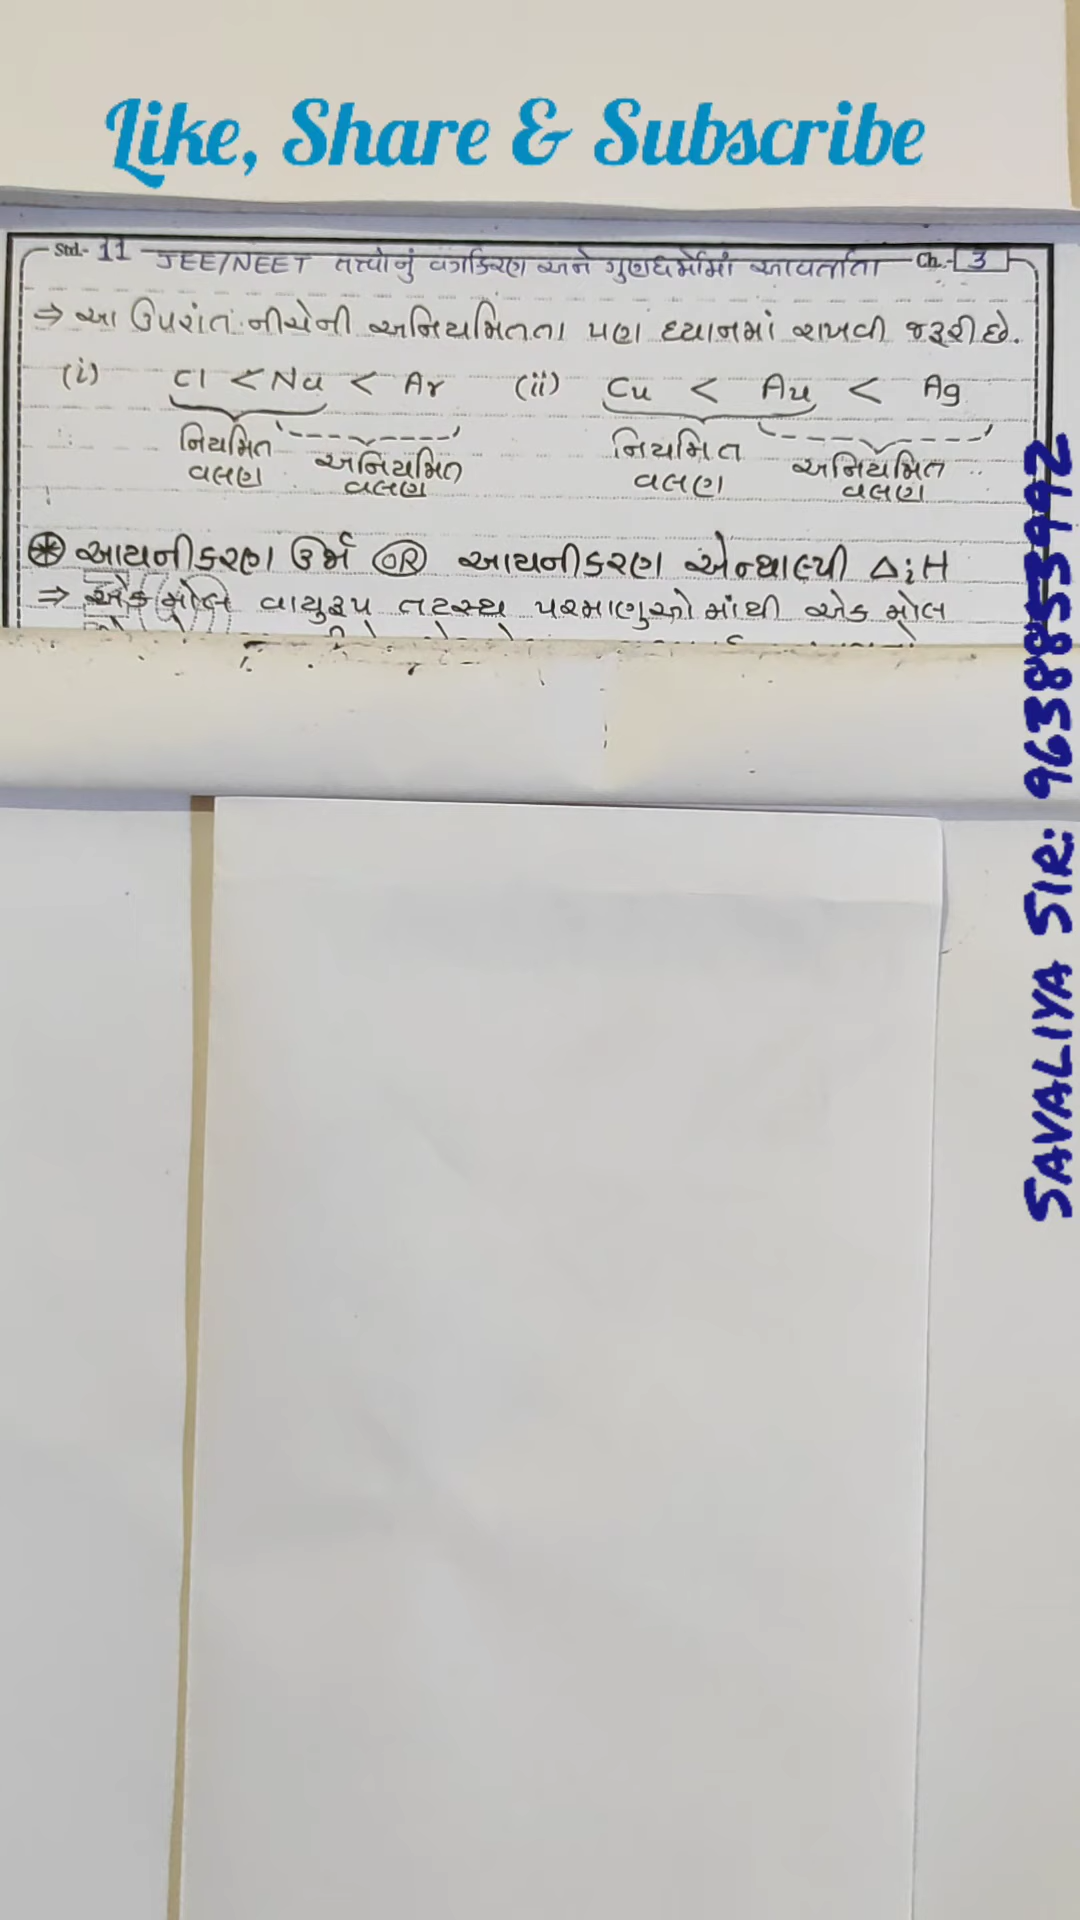 Like, Share & Subscribe
Std.- 11 JEE/NEET તત્ત્વોનું વર્ગીકરણ અને ગુણધર્મોમાં આવર્તીતા Ch.- 3
⇒ આ ઉપરાંત નીચેની અનિયમિતતા પણ ધ્યાનમાં રાખવી જરૂરી છે.
(i) Cl < Na < Ar (ii) Cu < Au < Ag
નિયમિત વલણ અનિયમિત વલણ નિયમિત વલણ અનિયમિત વલણ
આયનીકરણ ઉર્જા OR આયનીકરણ એન્થાલ્પી ΔiH
⇒ એક મોલ વાયુરૂપ તટસ્થ પરમાણુઓમાંથી એક મોલ
SAVALIYA SIR: 9638853992